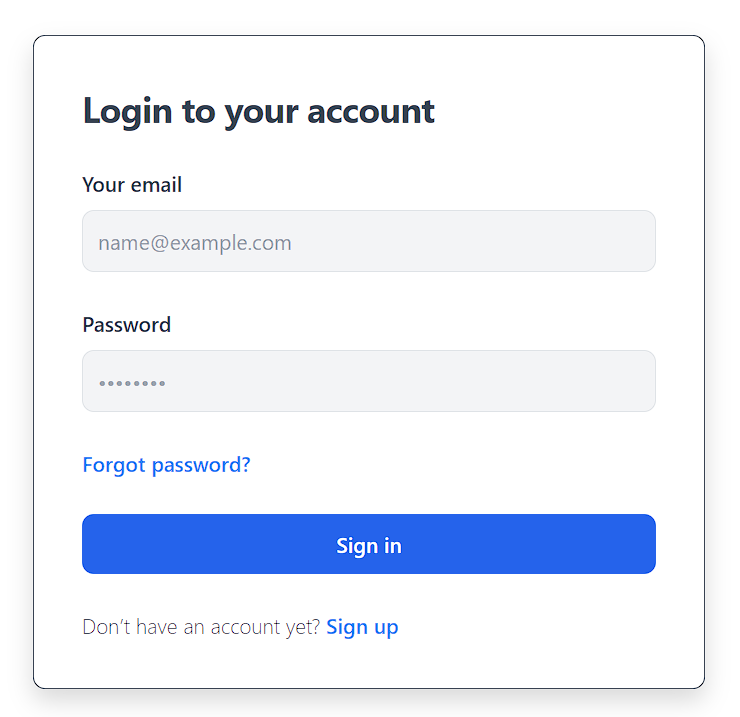 Login to your account
Your email
name@example.com
Password
••••••••
Forgot password?
Sign in
Don't have an account yet? Sign up